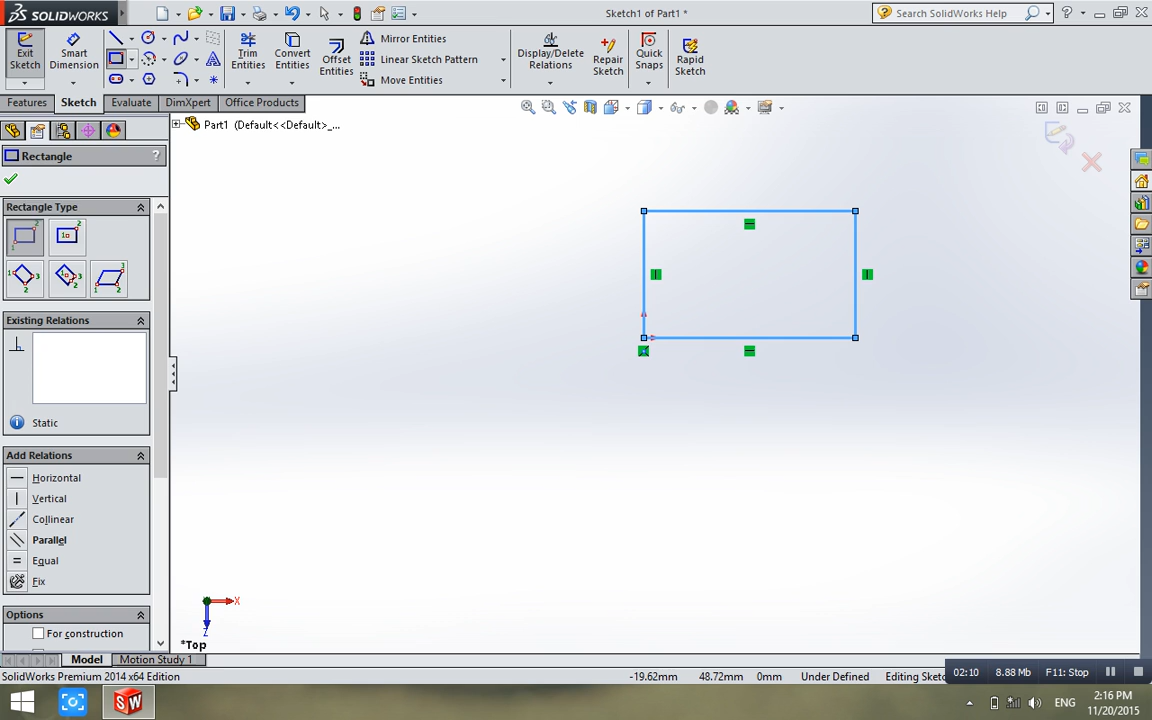 SOLIDWORKS
Sketch1 of Part1 *
Search SolidWorks Help
?
Exit Sketch
Smart Dimension
Trim Entities
Convert Entities
Offset Entities
Mirror Entities
Linear Sketch Pattern
Move Entities
Display/Delete Relations
Repair Sketch
Quick Snaps
Rapid Sketch
Features
Sketch
Evaluate
DimXpert
Office Products
Part1 (Default<<Default>_...
Rectangle
?
Rectangle Type
Existing Relations
Static
Add Relations
Horizontal
Vertical
Collinear
Parallel
Equal
Fix
Options
For construction
X
Z
*Top
Model
Motion Study 1
SolidWorks Premium 2014 x64 Edition
-19.62mm
48.72mm
0mm
Under Defined
Editing Sketc
02:10
8.88 Mb
F11: Stop
SW
ENG
2:16 PM
11/20/2015